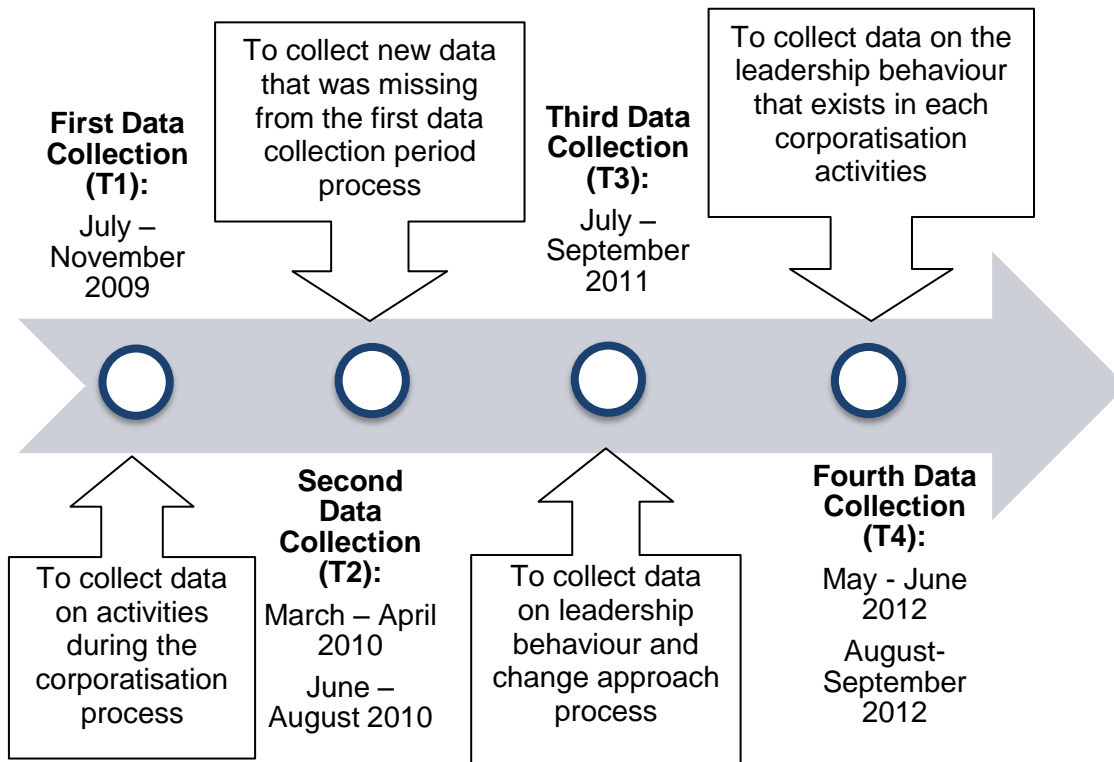 First Data
Collection
(T1):
July –
November
2009
To collect new data
that was missing
from the first data
collection period
process
Third Data
Collection
(T3):
July –
September
2011
To collect data on the
leadership behaviour
that exists in each
corporatisation
activities
To collect data
on activities
during the
corporatisation
process
Second
Data
Collection
(T2):
March – April
2010
June –
August 2010
To collect data
on leadership
behaviour and
change approach
process
Fourth Data
Collection
(T4):
May - June
2012
August-
September
2012